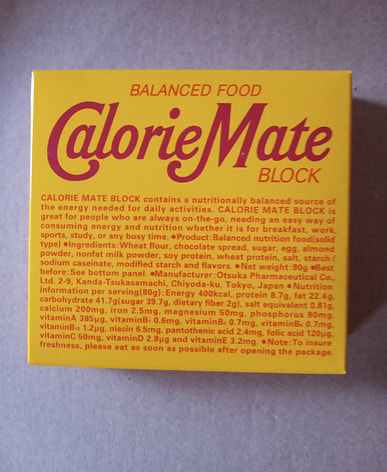 BALANCED FOOD
CalorieMate
BLOCK
CALORIE MATE BLOCK contains a nutritionally balanced source of
the energy needed for daily activities. CALORIE MATE BLOCK is
great for people who are always on-the-go, needing an easy way of
consuming energy and nutrition whether it is for breakfast, work,
sports, study, or any busy time. ●Product:Balanced nutrition food(solid
type) ●Ingredients:Wheat flour, chocolate spread, sugar, egg, almond
powder, nonfat milk powder, soy protein, wheat protein, salt, starch /
sodium caseinate, modified starch and flavors. ●Net weight:80g ●Best
before:See bottom panel. ●Manufacturer:Otsuka Pharmaceutical Co.,
Ltd. 2-9, Kanda-Tsukasamachi, Chiyoda-ku, Tokyo, Japan ●Nutrition
information per serving(80g): Energy 400kcal, protein 8.7g, fat 22.4g,
carbohydrate 41.7g(sugar 39.7g, dietary fiber 2g), salt equivalent 0.81g,
calcium 200mg, iron 2.5mg, magnesium 50mg, phosphorus 90mg,
vitaminA 385μg, vitaminB₁ 0.6mg, vitaminB₂ 0.7mg, vitaminB₆ 0.7mg,
vitaminB₁₂ 1.2μg, niacin 6.5mg, pantothenic acid 2.4mg, folic acid 120μg,
vitaminC 50mg, vitaminD 2.8μg and vitaminE 3.2mg. ●Note:To insure
freshness, please eat as soon as possible after opening the package.